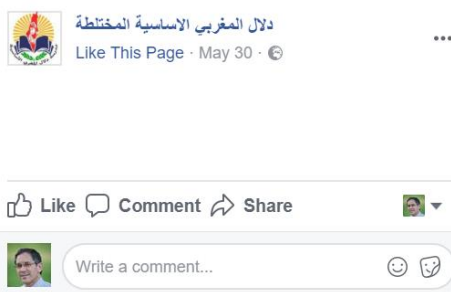 دلال المغربي الاساسية المختلطة
Like This Page · May 30 ·
Like Comment Share
Write a comment...